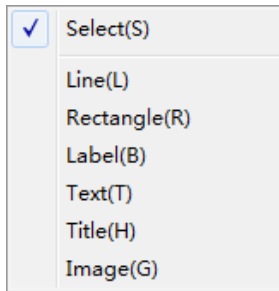 Select(S)
Line(L)
Rectangle(R)
Label(B)
Text(T)
Title(H)
Image(G)